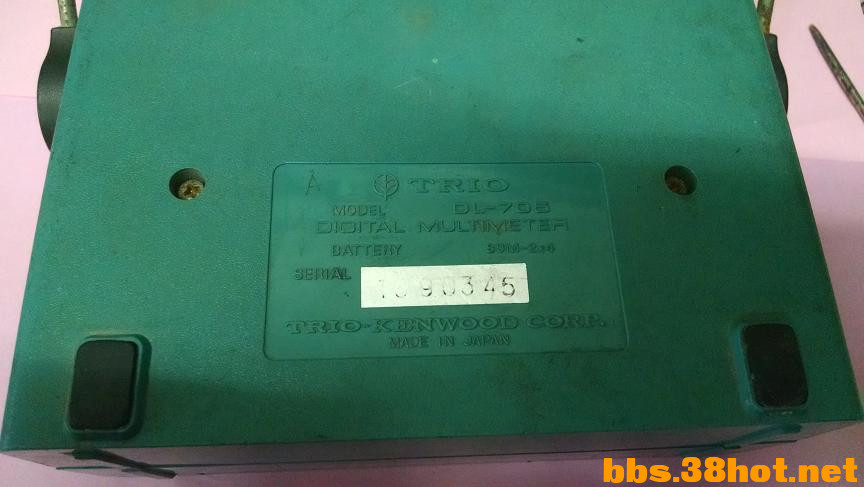 A
TRIO
MODEL DL-705
DIGITAL MULTIMETER
BATTERY SUM-2x4
SERIAL 1090345
TRIO-KENWOOD CORP.
MADE IN JAPAN
bbs.38hot.net